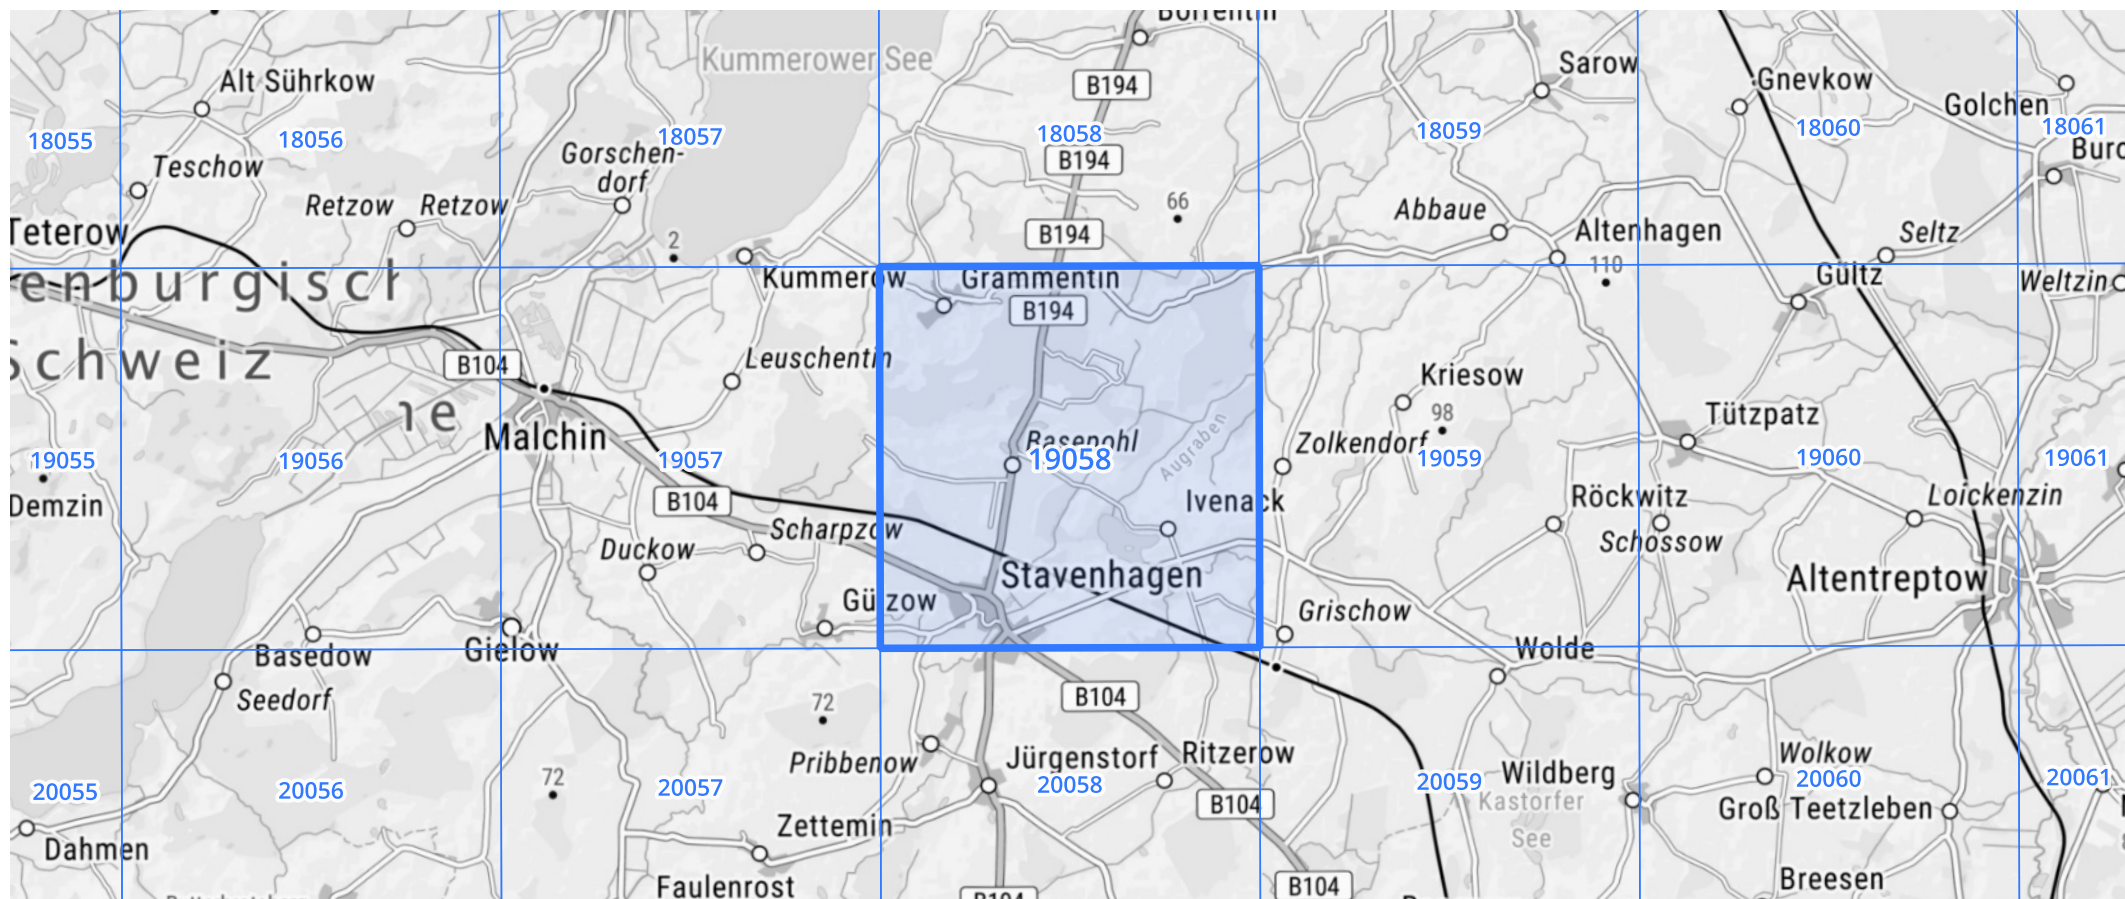 Kummerower See
B194
Sarow
Gnevkow
Golchen
Alt Sührkow
18055
18056
18057
18058
18059
18060
18061
Teschow
Gorschen-
dorf
B194
Retzow
Retzow
66
Abbaue
Altenhagen
Seltz
Teterow
2
B194
110
Gültz
Weltzin
Kummerow
Grammentin
B194
enburgisch
Schweiz
B104
Leuschentin
Kriesow
98
Tützpatz
Malchin
Basepohl
Augraben
Zolkendorf
19055
19056
19057
19058
19059
19060
19061
Demzin
B104
Ivenack
Röckwitz
Loickenzin
Scharpzow
Duckow
Schossow
Stavenhagen
Altentreptow
Gülzow
Grischow
Basedow
Gielow
Wolde
Seedorf
72
B104
Pribbenow
Jürgenstorf
Ritzerow
Wolkow
72
20055
20056
20057
20058
20059
20060
20061
Wildberg
Kastorfer
See
B104
Groß Teetzleben
Zettemin
Dahmen
Faulenrost
B104
Breesen